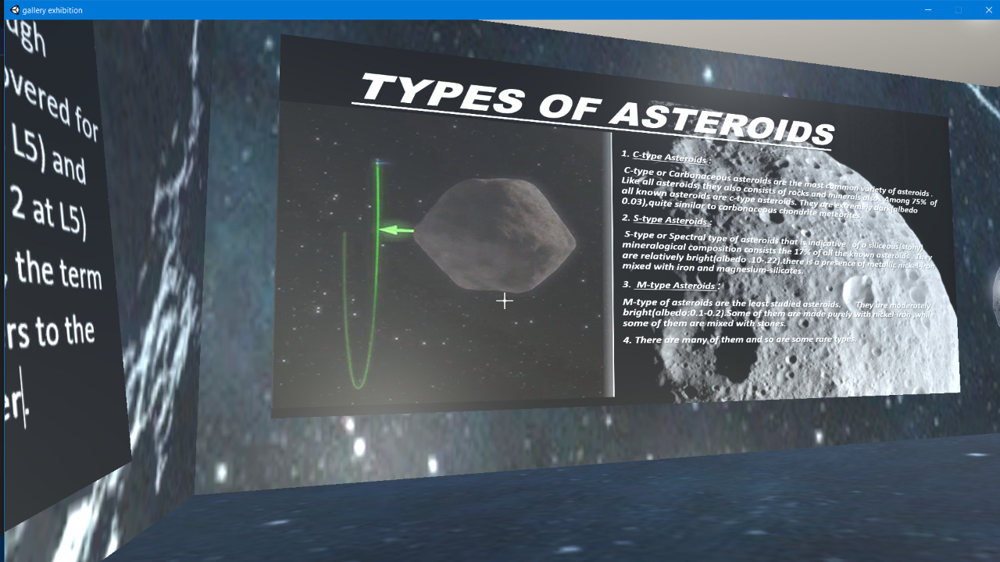 gallery exhibition
ugh
overed for
L5) and
2 at L5)
, the term
rs to the
er.
TYPES OF ASTEROIDS
1. C-type Asteroids :
C-type or Carbanaceous asteroids are the most common variety of asteroids .
Like all asteroids, they also consists of rocks and minerals also . Among 75% of
all known asteroids are c-type asteroids. They are extremely dark(albedo
0.03),quite similar to carbonaceous chondrite meteorites.
2. S-type Asteroids :
S-type or Spectral type of asteroids that is indicative of a siliceous(stony)
mineralogical composition consists the 17% of all the known asteroids . They
are relatively bright(albedo .10-.22).there is a presence of metallic nickel-iron
mixed with iron and magnesium-silicates.
3. M-type Asteroids :
M-type of asteroids are the least studied asteroids. They are moderately
bright(albedo:0.1-0.2).Some of them are made purely with nickel-iron ,while
some of them are mixed with stones.
4. There are many of them and so are some rare types.